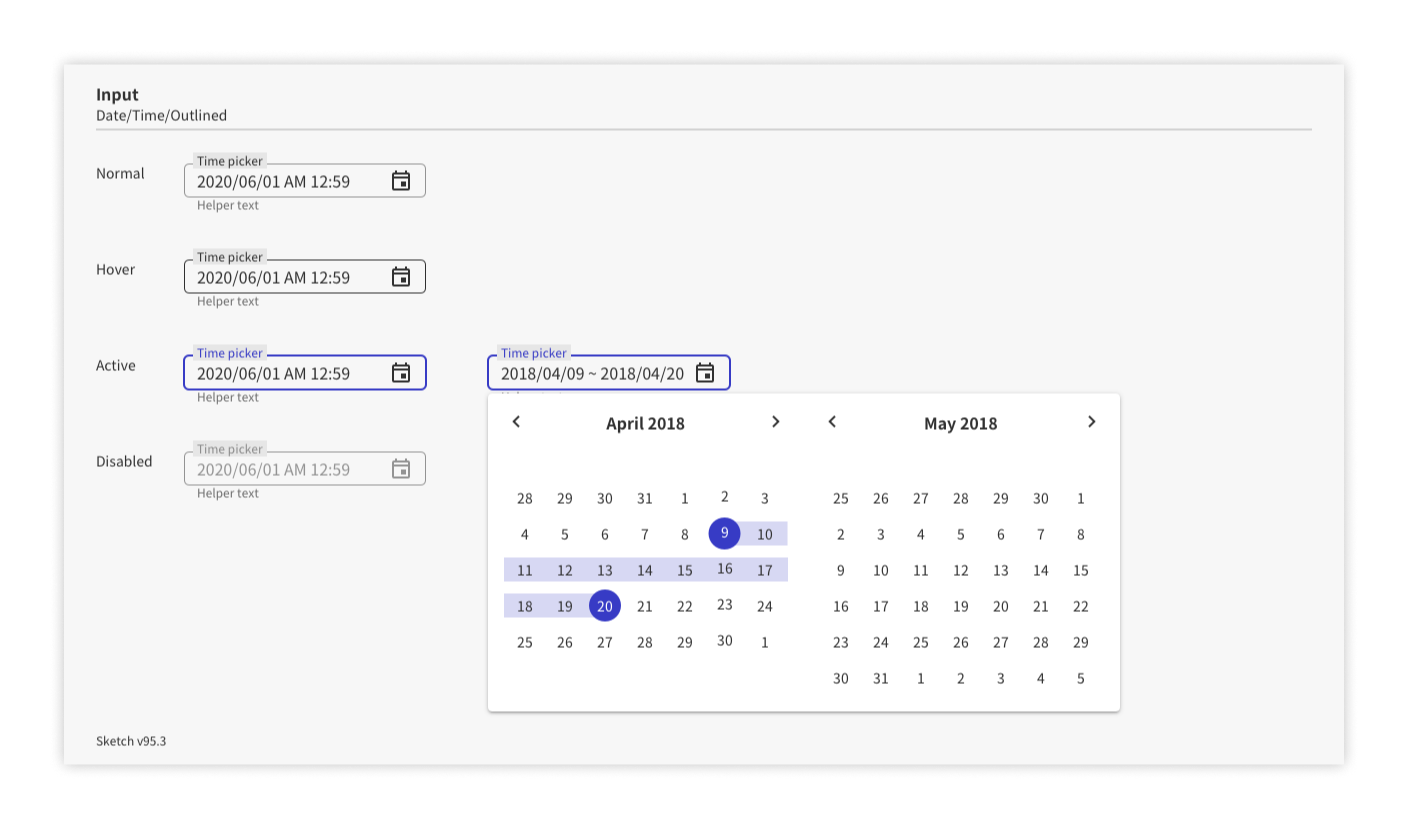 Input
Date/Time/Outlined
Normal
Time picker
2020/06/01 AM 12:59
Helper text
Hover
Time picker
2020/06/01 AM 12:59
Helper text
Active
Time picker
2020/06/01 AM 12:59
Helper text
Time picker
2018/04/09 ~ 2018/04/20
Disabled
Time picker
2020/06/01 AM 12:59
Helper text
April 2018
28 29 30 31 1 2 3
4 5 6 7 8 9 10
11 12 13 14 15 16 17
18 19 20 21 22 23 24
25 26 27 28 29 30 1
May 2018
25 26 27 28 29 30 1
2 3 4 5 6 7 8
9 10 11 12 13 14 15
16 17 18 19 20 21 22
23 24 25 26 27 28 29
30 31 1 2 3 4 5
Sketch v95.3